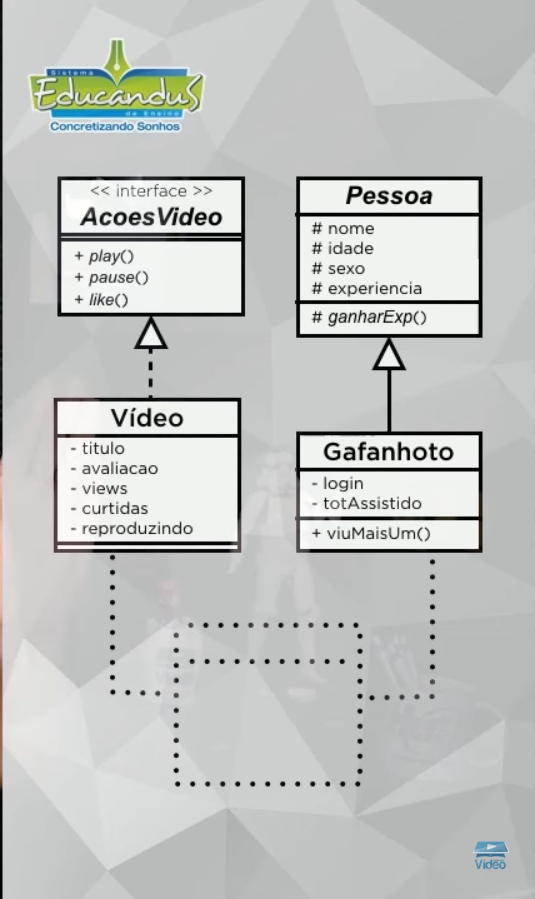 Sistema
EducanduS
de Ensino
Concretizando Sonhos
<< interface >>
AcoesVideo
+ play()
+ pause()
+ like()
Pessoa
# nome
# idade
# sexo
# experiencia
# ganharExp()
Vídeo
- titulo
- avaliacao
- views
- curtidas
- reproduzindo
Gafanhoto
- login
- totAssistido
+ viuMaisUm()
Vídeo